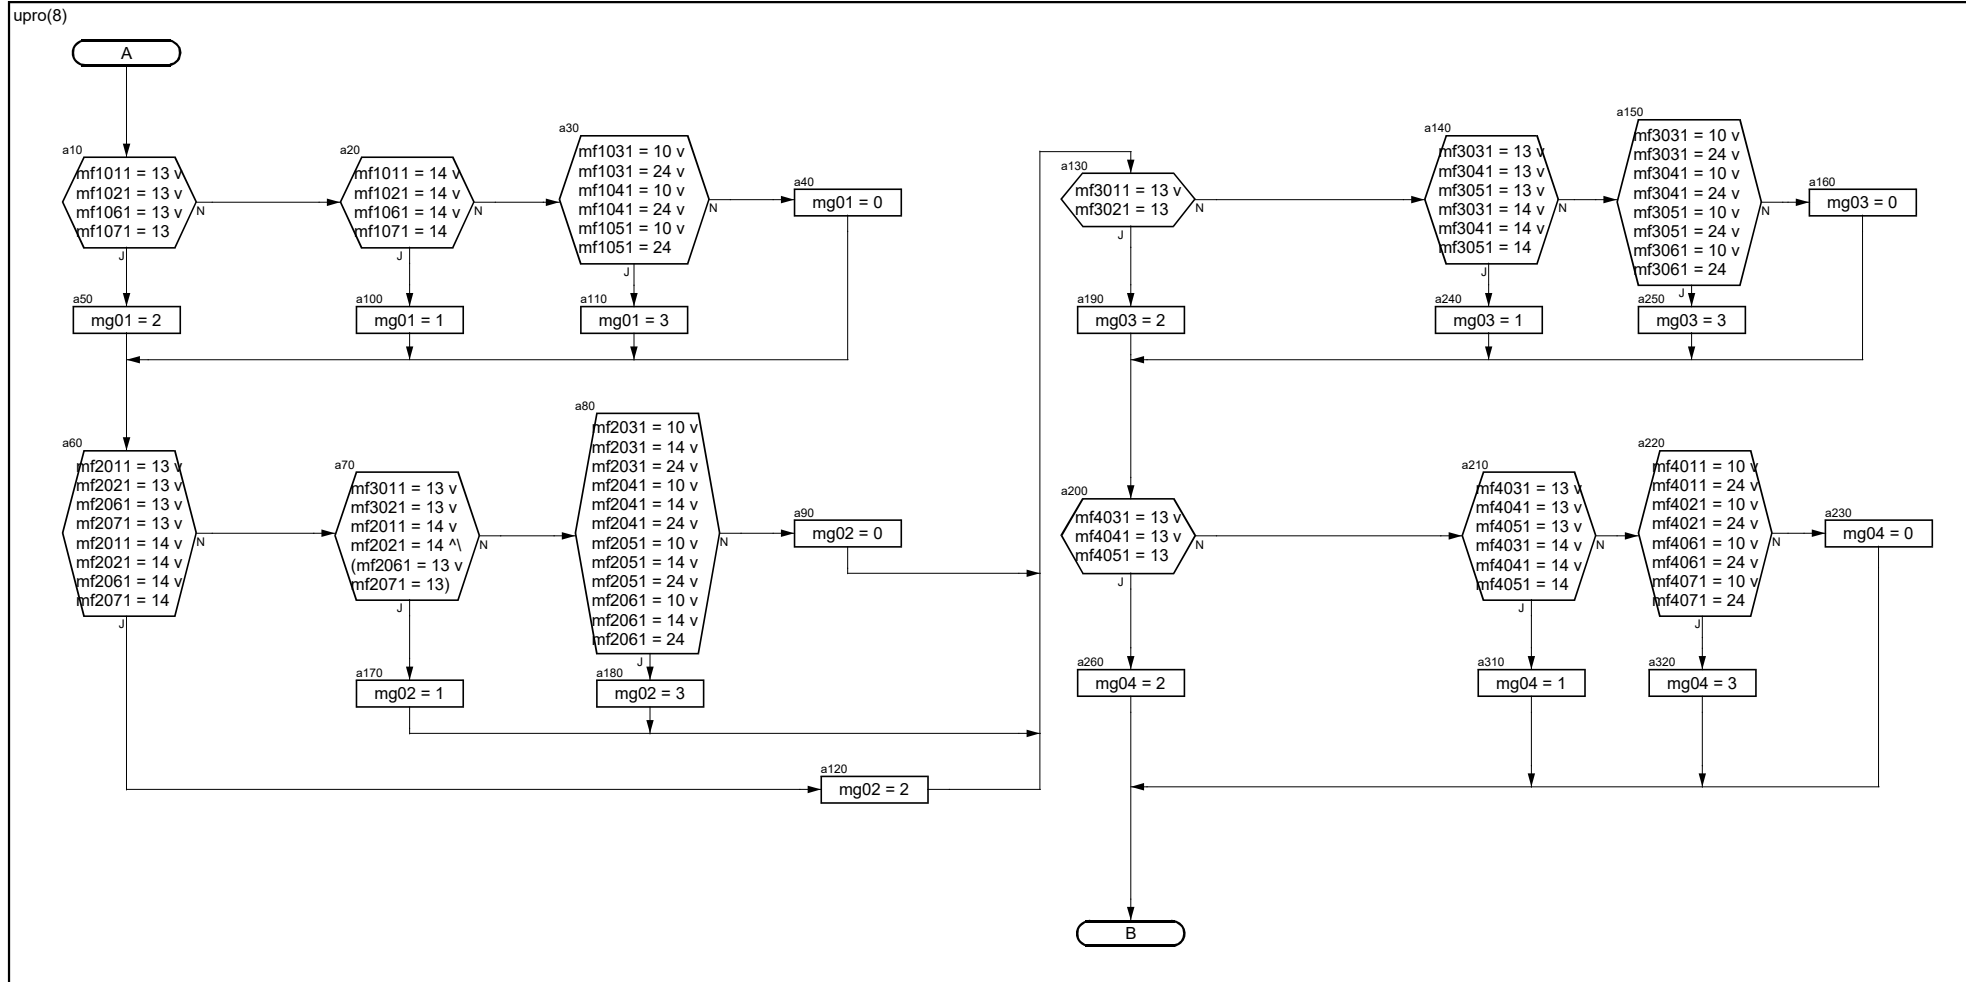 upro(8)
A
a10
mf1011 = 13 v
mf1021 = 13 v
mf1061 = 13 v
mf1071 = 13
N
J
a20
mf1011 = 14 v
mf1021 = 14 v
mf1061 = 14 v
mf1071 = 14
N
J
a30
mf1031 = 10 v
mf1031 = 24 v
mf1041 = 10 v
mf1041 = 24 v
mf1051 = 10 v
mf1051 = 24
N
J
a40
mg01 = 0
a50
mg01 = 2
a100
mg01 = 1
a110
mg01 = 3
a60
mf2011 = 13 v
mf2021 = 13 v
mf2061 = 13 v
mf2071 = 13 v
mf2011 = 14 v
mf2021 = 14 v
mf2061 = 14 v
mf2071 = 14
N
J
a70
mf3011 = 13 v
mf3021 = 13 v
mf2011 = 14 v
mf2021 = 14 ^\
(mf2061 = 13 v
mf2071 = 13)
N
J
a80
mf2031 = 10 v
mf2031 = 14 v
mf2031 = 24 v
mf2041 = 10 v
mf2041 = 14 v
mf2041 = 24 v
mf2051 = 10 v
mf2051 = 14 v
mf2051 = 24 v
mf2061 = 10 v
mf2061 = 14 v
mf2061 = 24
N
J
a90
mg02 = 0
a170
mg02 = 1
a180
mg02 = 3
a120
mg02 = 2
a130
mf3011 = 13 v
mf3021 = 13
N
J
a140
mf3031 = 13 v
mf3041 = 13 v
mf3051 = 13 v
mf3031 = 14 v
mf3041 = 14 v
mf3051 = 14
N
J
a150
mf3031 = 10 v
mf3031 = 24 v
mf3041 = 10 v
mf3041 = 24 v
mf3051 = 10 v
mf3051 = 24 v
mf3061 = 10 v
mf3061 = 24
N
J
a160
mg03 = 0
a190
mg03 = 2
a240
mg03 = 1
a250
mg03 = 3
a200
mf4031 = 13 v
mf4041 = 13 v
mf4051 = 13
N
J
a210
mf4031 = 13 v
mf4041 = 13 v
mf4051 = 13 v
mf4031 = 14 v
mf4041 = 14 v
mf4051 = 14
N
J
a220
mf4011 = 10 v
mf4011 = 24 v
mf4021 = 10 v
mf4021 = 24 v
mf4061 = 10 v
mf4061 = 24 v
mf4071 = 10 v
mf4071 = 24
N
J
a230
mg04 = 0
a260
mg04 = 2
a310
mg04 = 1
a320
mg04 = 3
B